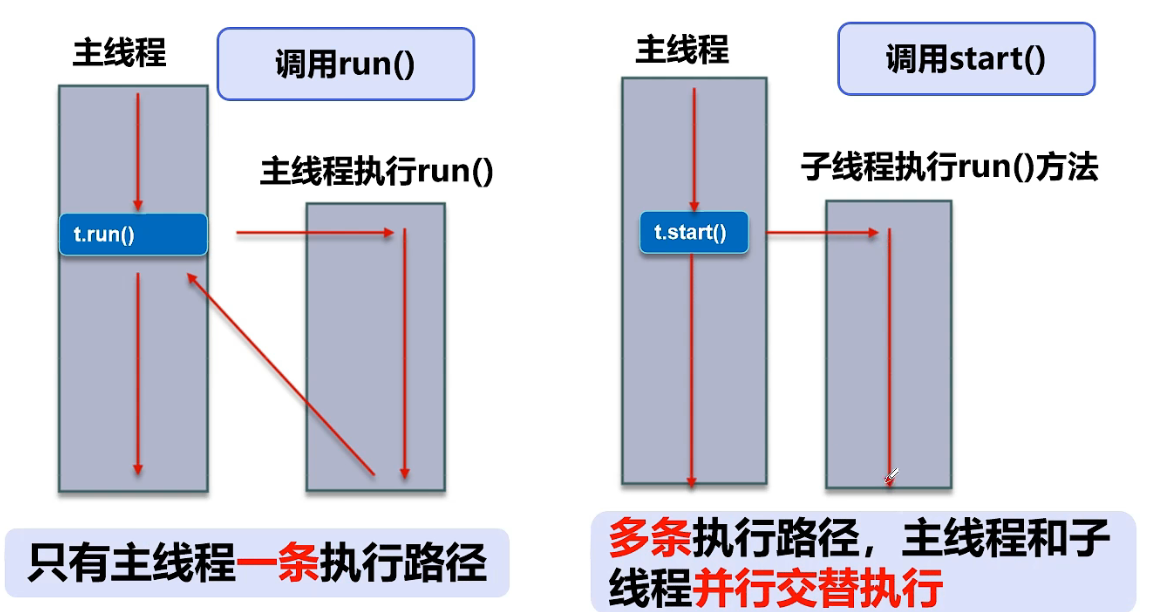 主线程
调用run()
主线程执行run()
t.run()
只有主线程一条执行路径
主线程
调用start()
子线程执行run()方法
t.start()
多条执行路径，主线程和子
线程并行交替执行